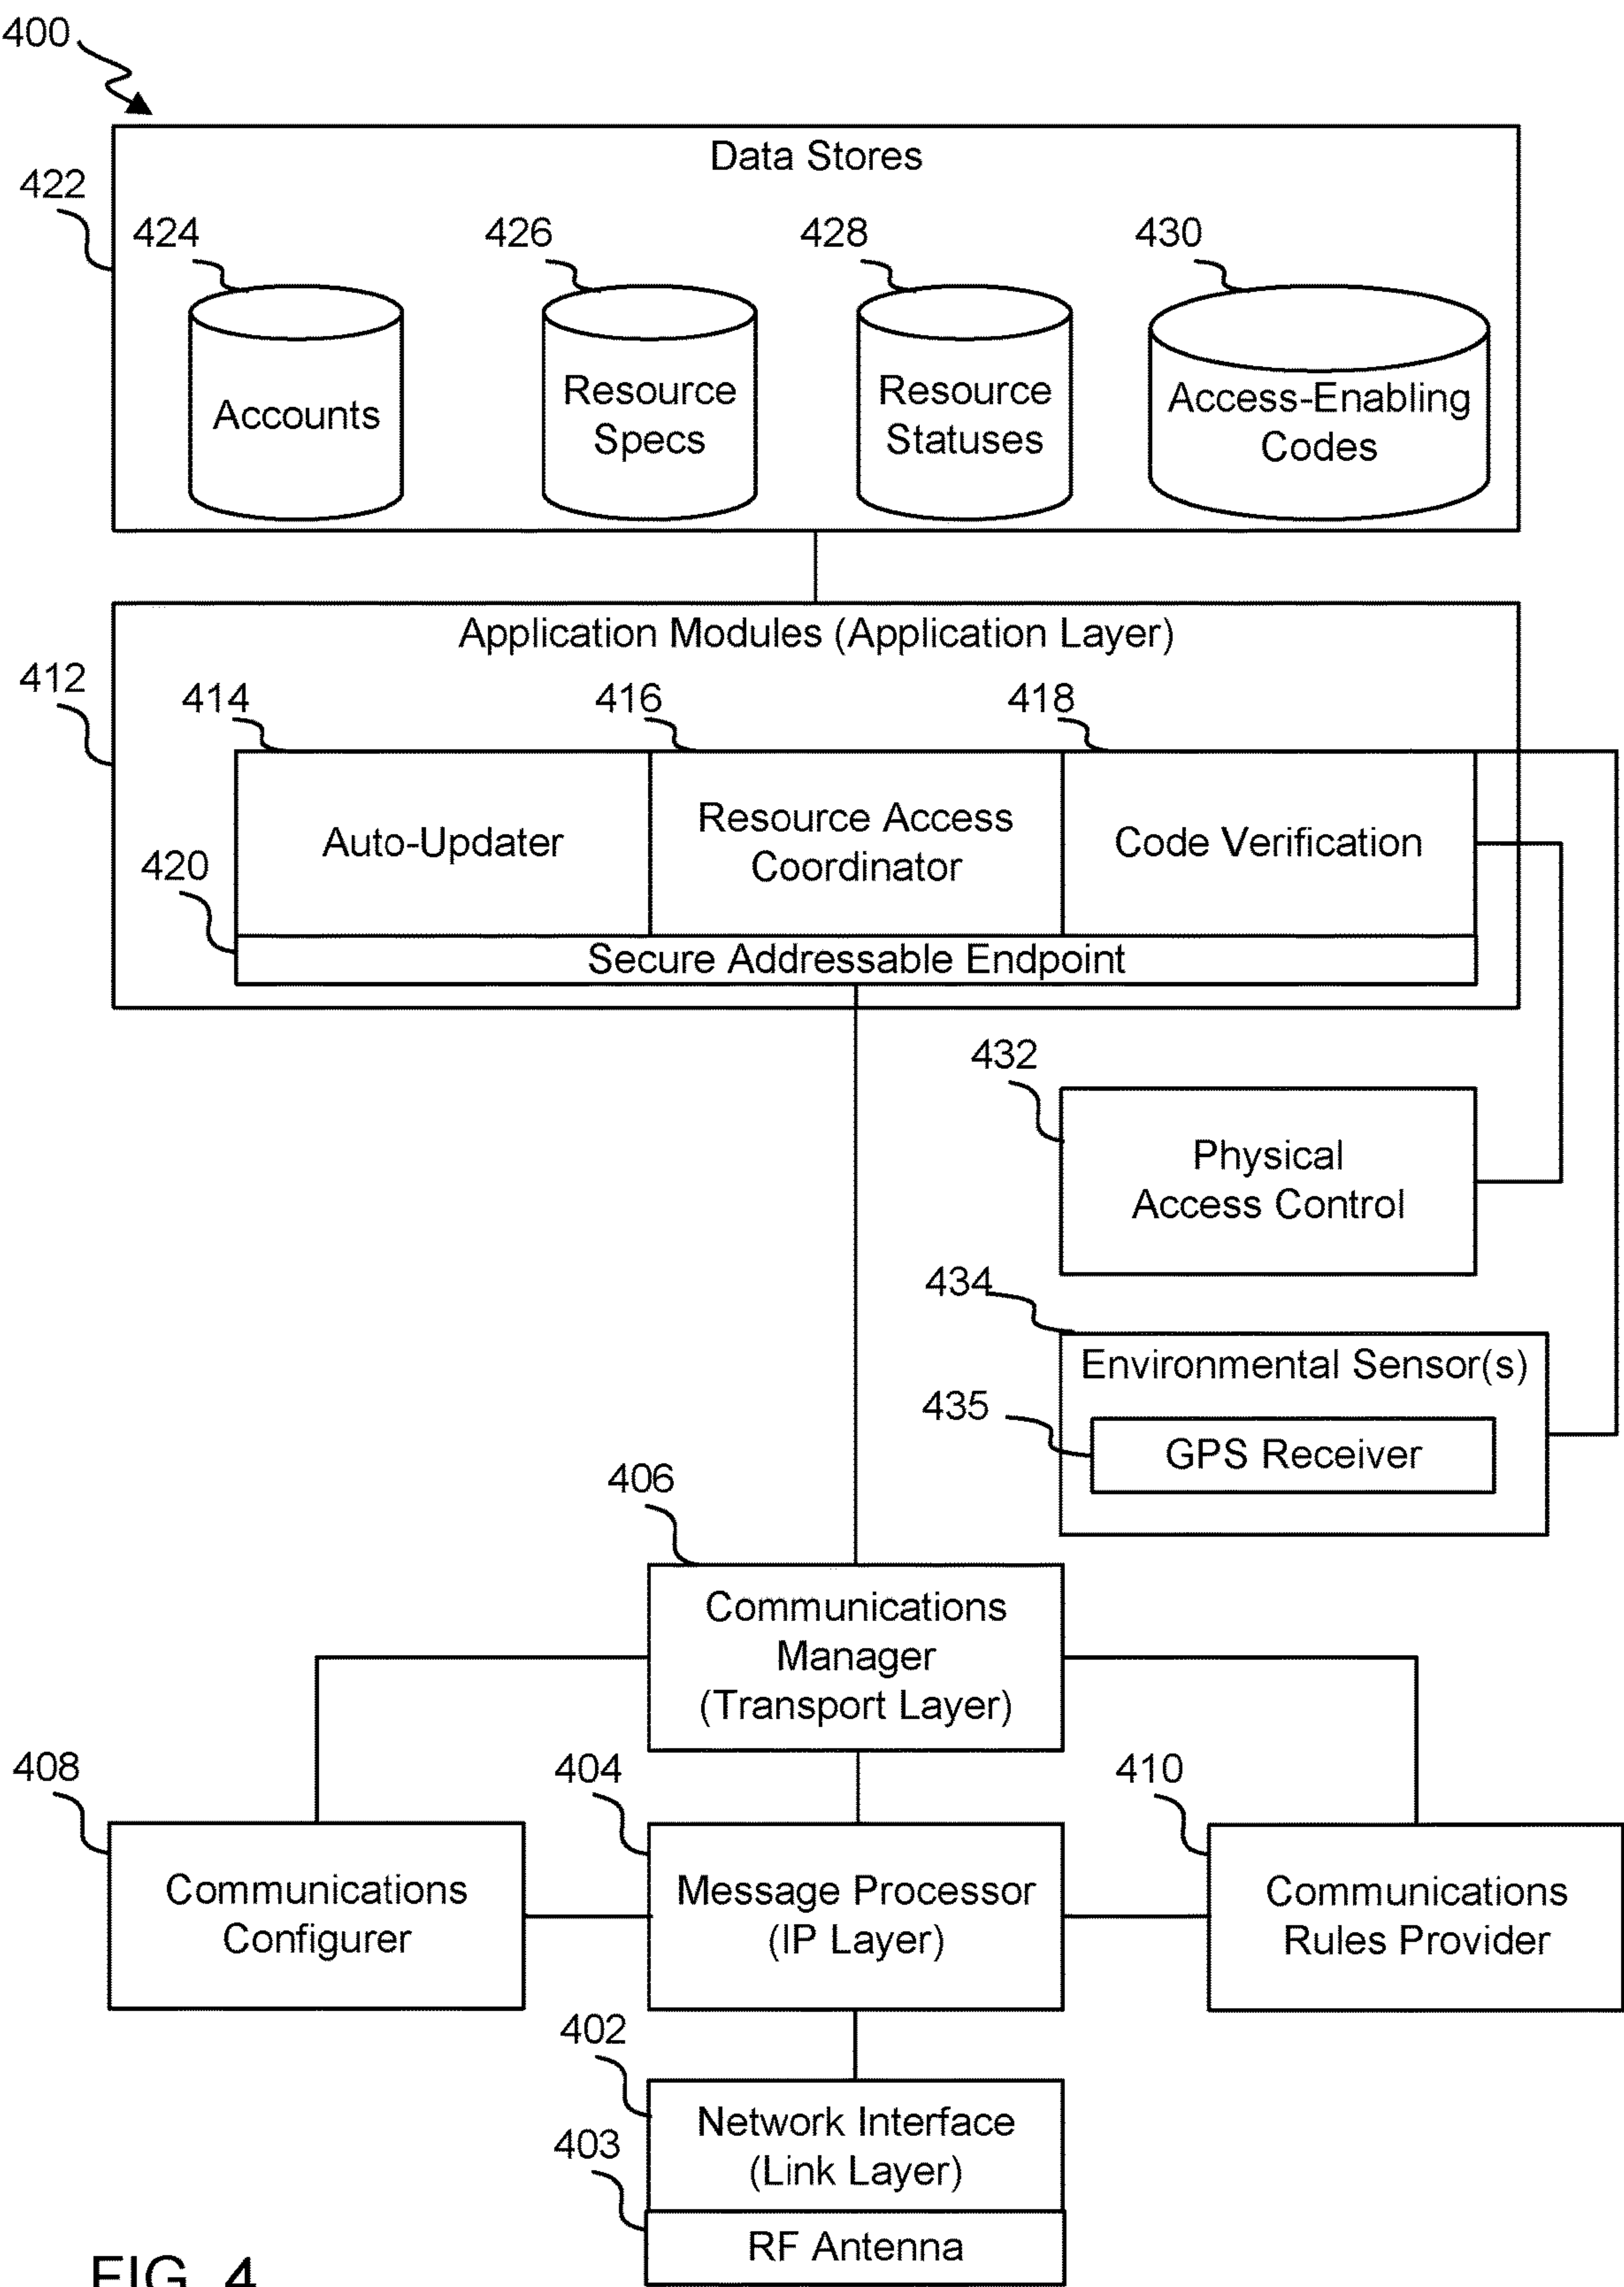 400
Data Stores
422
424
426
428
430
Accounts
Resource
Specs
Resource
Statuses
Access-Enabling
Codes
Application Modules (Application Layer)
412
414
416
418
Auto-Updater
Resource Access
Coordinator
Code Verification
420
Secure Addressable Endpoint
432
Physical
Access Control
434
Environmental Sensor(s)
435
GPS Receiver
406
Communications
Manager
(Transport Layer)
408
404
410
Communications
Configurer
Message Processor
(IP Layer)
Communications
Rules Provider
402
Network Interface
(Link Layer)
403
RF Antenna
FIG. 4